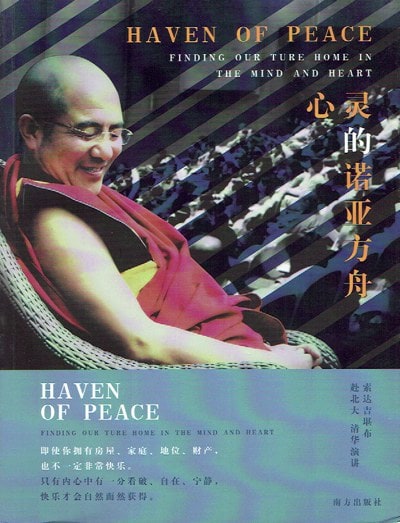 HAVEN OF PEACE
FINDING OUR TURE HOME IN
THE MIND AND HEART
心灵的诺亚方舟
HAVEN
OF PEACE
FINDING OUR TURE HOME IN THE MIND AND HEART
即使你拥有房屋、家庭、地位、财产，
也不一定非常快乐。
只有内心中有一分看破、自在、宁静，
快乐才会自然而然获得。
索达吉堪布
赴北大 清华 演讲
南方出版社